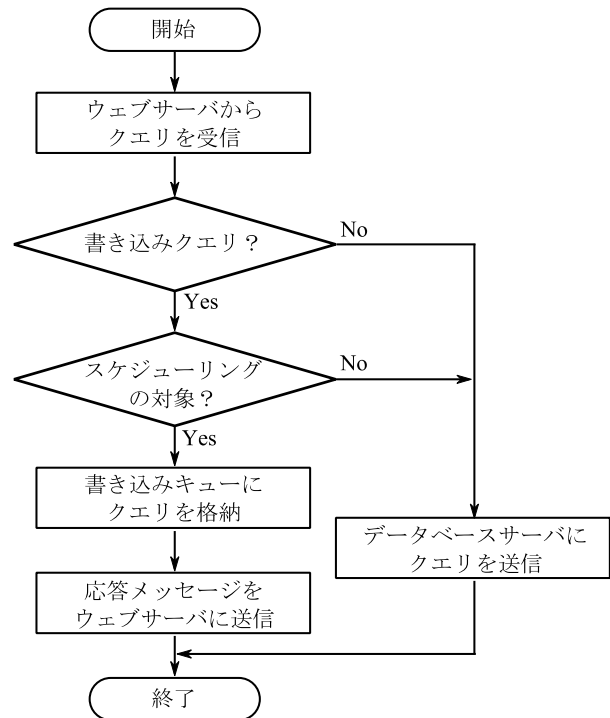 開始
ウェブサーバから
クエリを受信
書き込みクエリ？
No
Yes
スケジューリング
の対象？
No
Yes
書き込みキューに
クエリを格納
データベースサーバに
クエリを送信
応答メッセージを
ウェブサーバに送信
終了